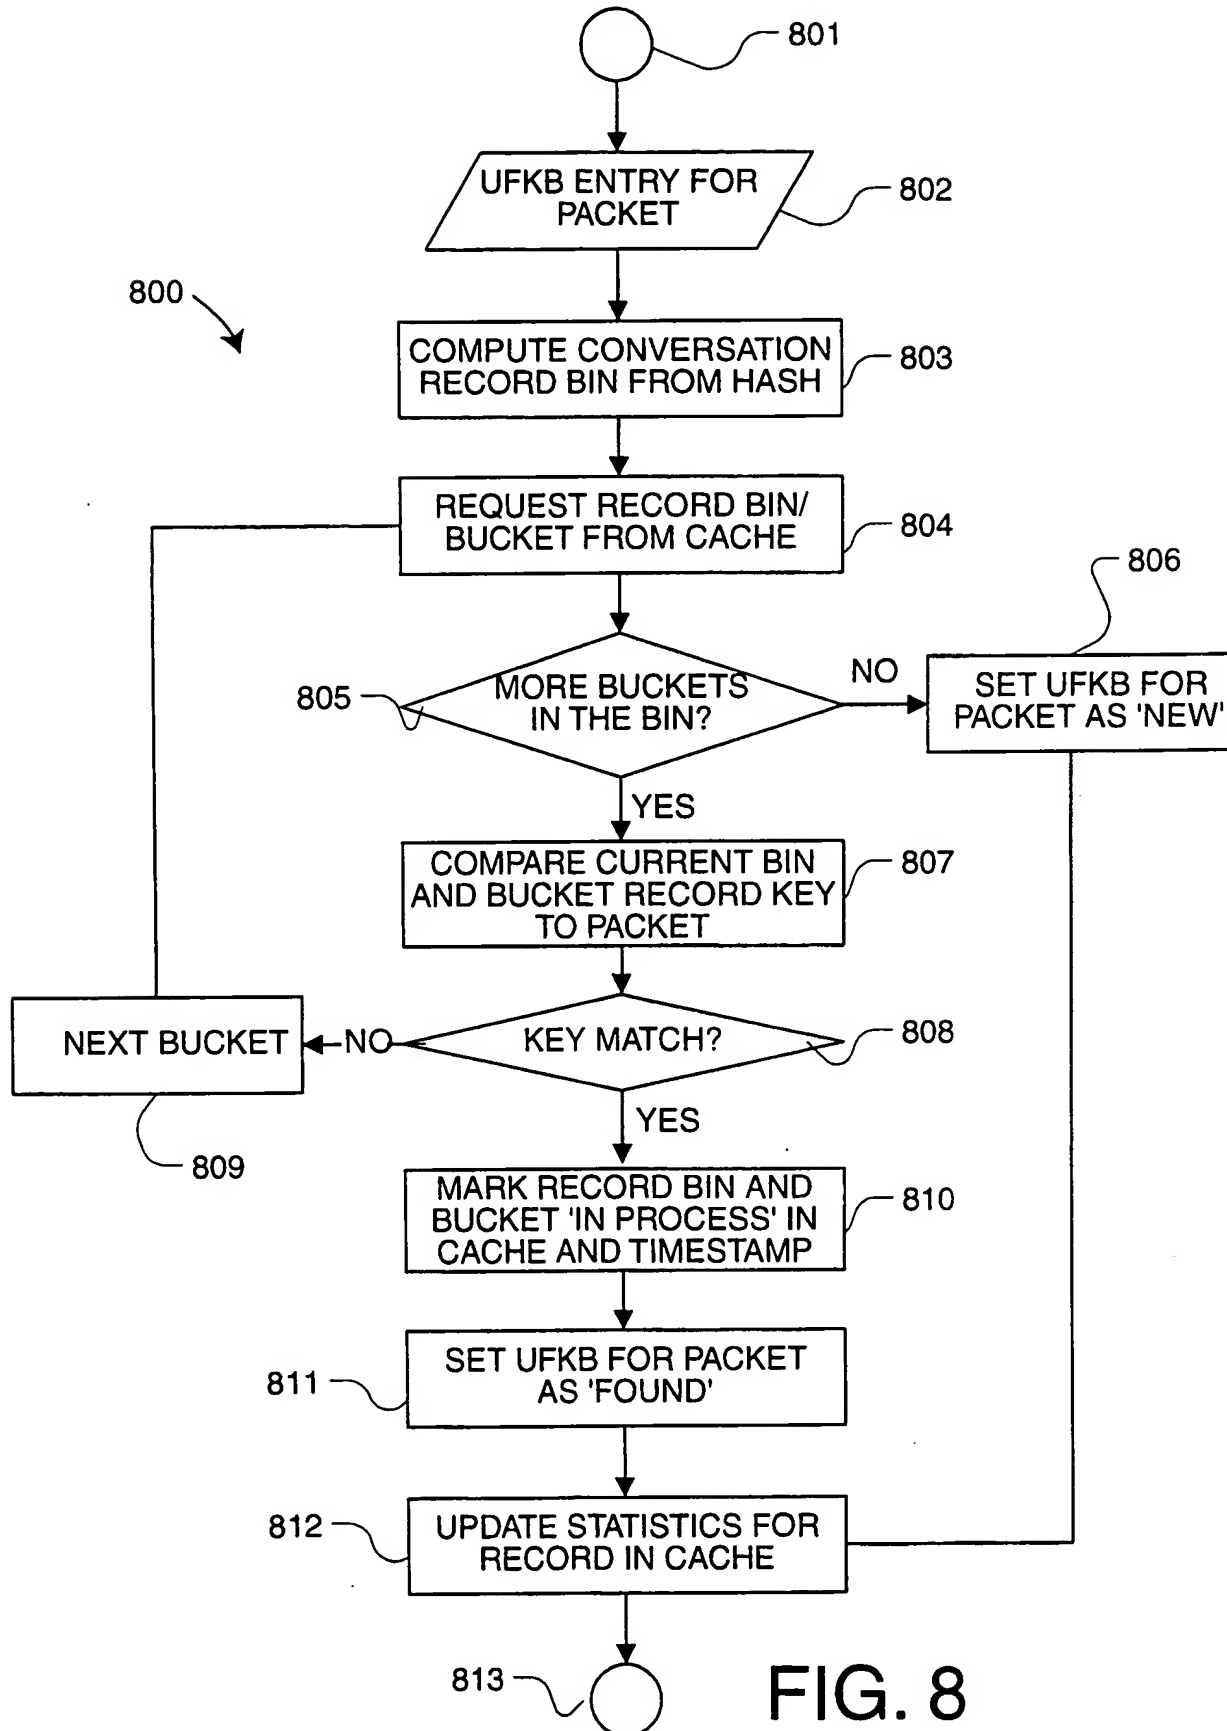 801
UFKB ENTRY FOR
PACKET
802
800
COMPUTE CONVERSATION
RECORD BIN FROM HASH
803
REQUEST RECORD BIN/
BUCKET FROM CACHE
804
806
805
MORE BUCKETS
IN THE BIN?
NO
SET UFKB FOR
PACKET AS 'NEW'
YES
COMPARE CURRENT BIN
AND BUCKET RECORD KEY
TO PACKET
807
NEXT BUCKET
NO
KEY MATCH?
808
809
YES
MARK RECORD BIN AND
BUCKET 'IN PROCESS' IN
CACHE AND TIMESTAMP
810
811
SET UFKB FOR PACKET
AS 'FOUND'
812
UPDATE STATISTICS FOR
RECORD IN CACHE
813
FIG. 8